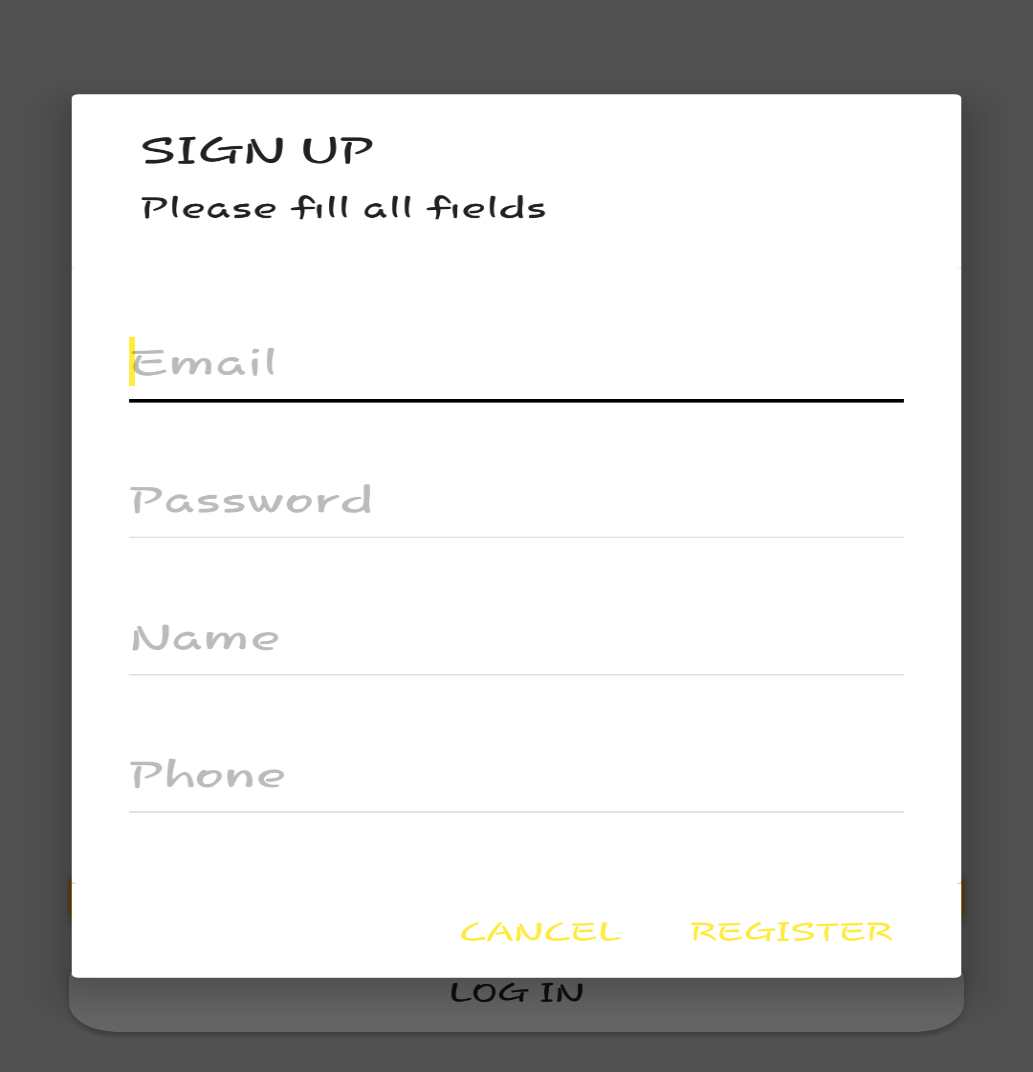 SIGN UP
Please fill all fields
Email
Password
Name
Phone
CANCEL REGISTER
LOG IN